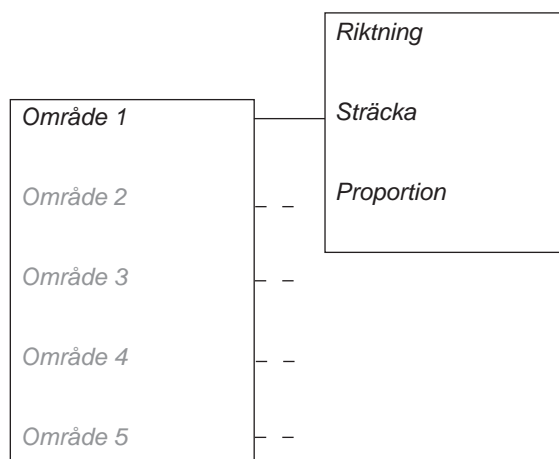 Riktning
Sträcka
Proportion
Område 1
Område 2
Område 3
Område 4
Område 5